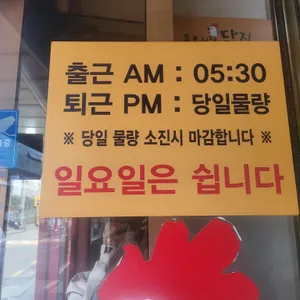 출근 AM : 05:30
퇴근 PM : 당일물량
※ 당일 물량 소진시 마감합니다 ※
일요일은 쉽니다